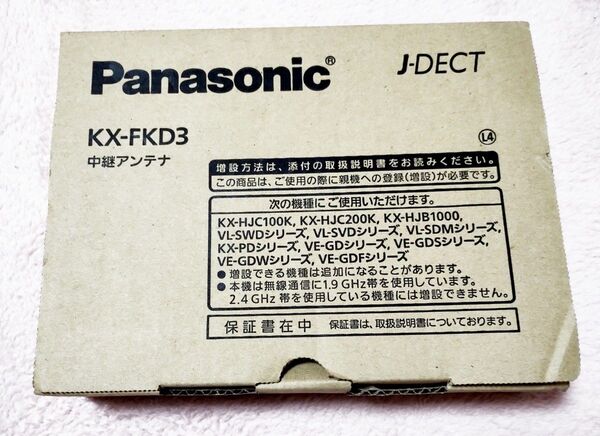 Panasonic®
J-DECT
KX-FKD3
中継アンテナ
L4
増設方法は、添付の取扱説明書をお読みください。
この商品は、ご使用の際に親機への登録(増設)が必要です。
次の機種にご使用いただけます。
KX-HJC100K, KX-HJC200K, KX-HJB1000,
VL-SWDシリーズ, VL-SVDシリーズ, VL-SDMシリーズ,
KX-PDシリーズ, VE-GDシリーズ, VE-GDSシリーズ,
VE-GDWシリーズ, VE-GDFシリーズ
● 増設できる機種は追加になることがあります。
● 本機は無線通信に1.9 GHz帯を使用しています。
2.4 GHz 帯を使用している機種には増設できません。
保証書在中 保証書は、取扱説明書についております。